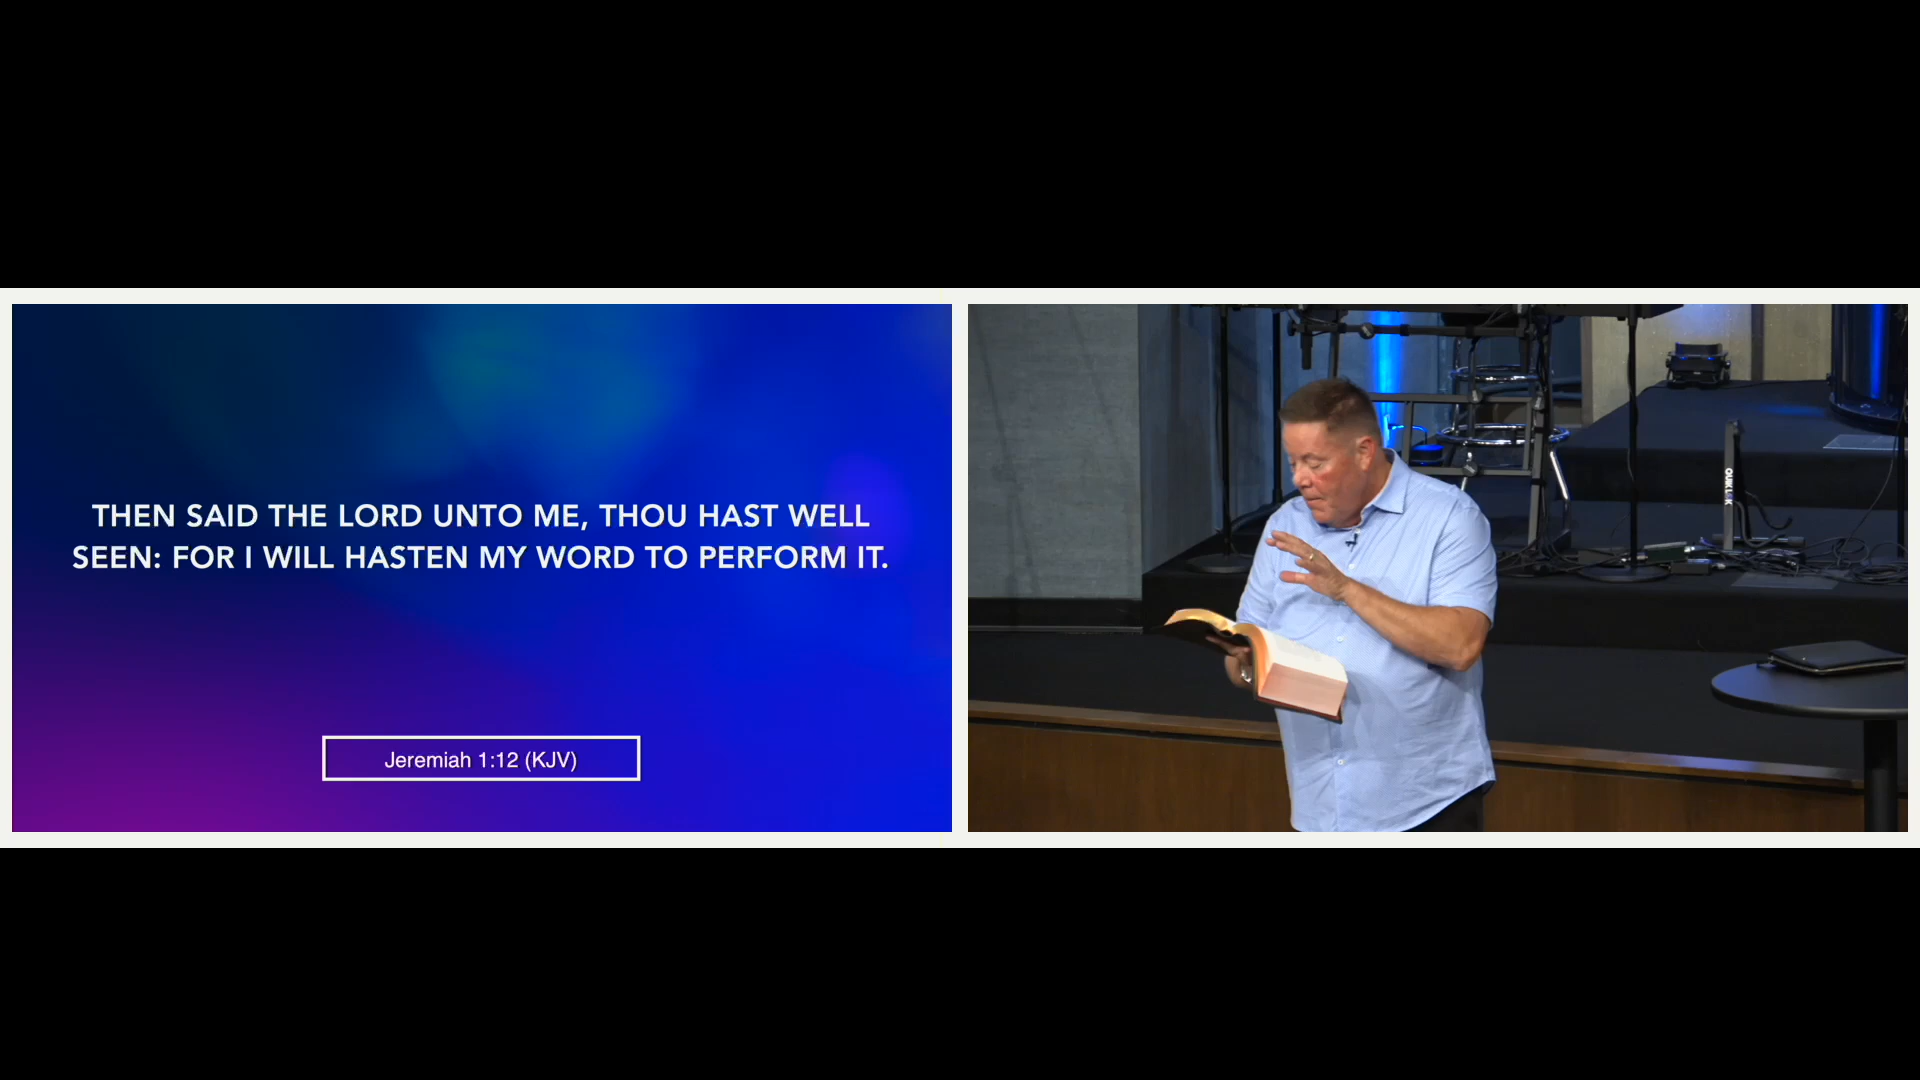 THEN SAID THE LORD UNTO ME, THOU HAST WELL
SEEN: FOR I WILL HASTEN MY WORD TO PERFORM IT.
Jeremiah 1:12 (KJV)
QUIKLOK